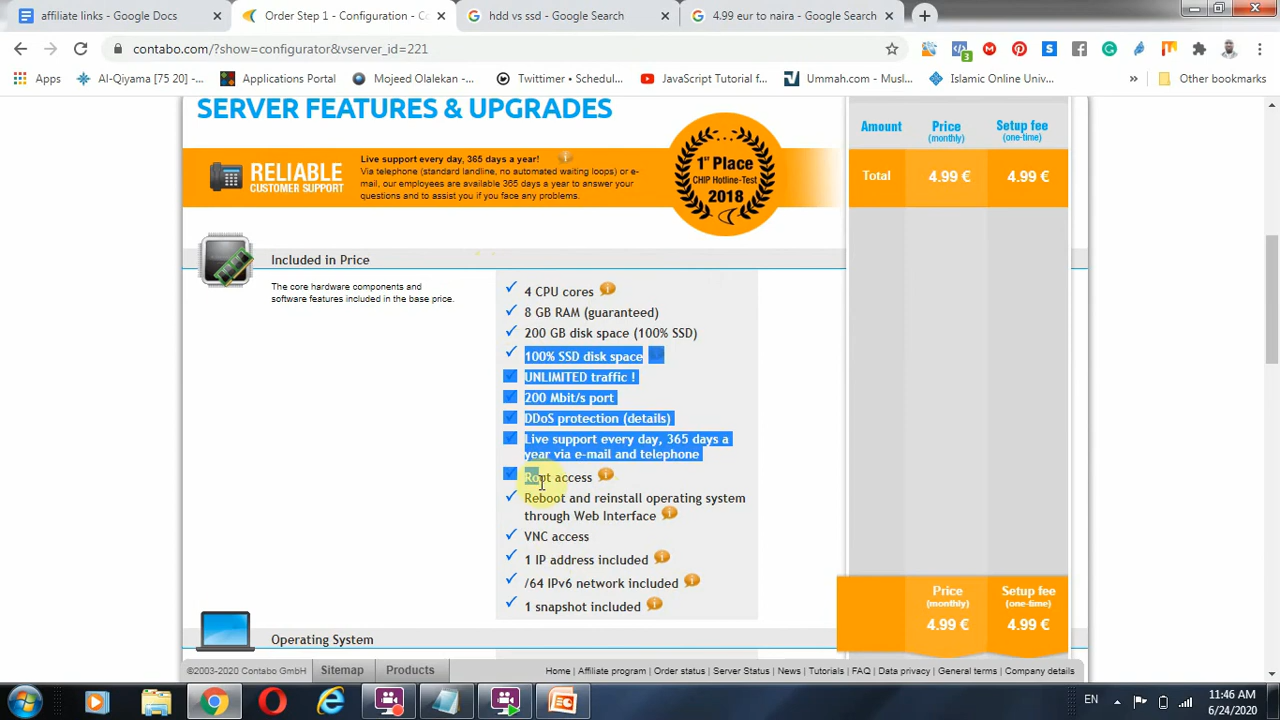 affiliate links - Google Docs
Order Step 1 - Configuration - Con
hdd vs ssd - Google Search
4.99 eur to naira - Google Search
contabo.com/?show=configurator&vserver_id=221
3
Apps
Al-Qiyama [75 20] - ...
Applications Portal
Mojeed Olalekan -...
Twittimer • Schedul...
JavaScript Tutorial f...
Ummah.com - Musl...
Islamic Online Univ...
Other bookmarks
SERVER FEATURES & UPGRADES
Amount
Price
(monthly)
Setup fee
(one-time)
RELIABLE
CUSTOMER SUPPORT
Live support every day, 365 days a year!
Via telephone (standard landline, no automated waiting loops) or e-
mail, our employees are available 365 days a year to answer your
questions and to assist you if you face any problems.
1st Place
CHIP Hotline-Test
2018
Total
4.99 €
4.99 €
Included in Price
The core hardware components and
software features included in the base price.
4 CPU cores
8 GB RAM (guaranteed)
200 GB disk space (100% SSD)
100% SSD disk space
UNLIMITED traffic !
200 Mbit/s port
DDoS protection (details)
Live support every day, 365 days a
year via e-mail and telephone
Root access
Reboot and reinstall operating system
through Web Interface
VNC access
1 IP address included
/64 IPv6 network included
1 snapshot included
Price
(monthly)
4.99 €
Setup fee
(one-time)
4.99 €
Operating System
©2003-2020 Contabo GmbH
Sitemap
Products
Home | Affiliate program | Order status | Server Status | News | Tutorials | FAQ | Data privacy | General terms | Company details
EN
11:46 AM
6/24/2020